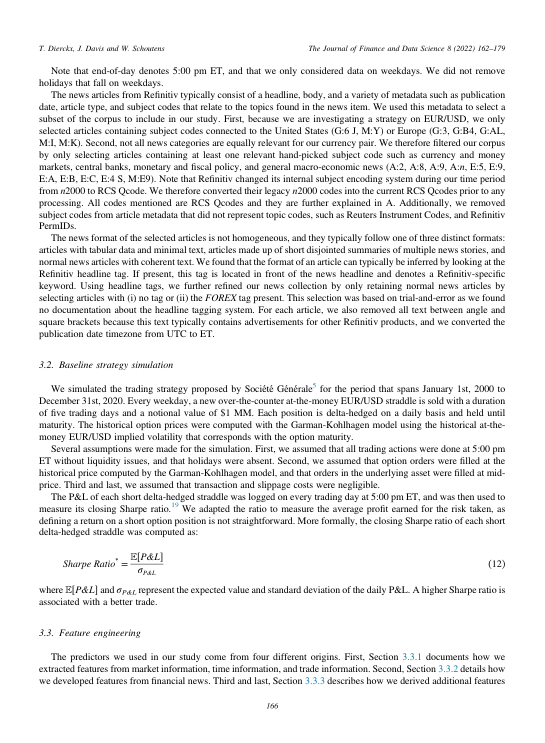 T. Diercks, J. Davis and W. Schoutens
The Journal of Finance and Data Science 8 (2022) 162–179
Note that end-of-day denotes 5:00 pm ET, and that we only considered data on weekdays. We did not remove
holidays that fall on weekdays.
The news articles from Refinitiv typically consist of a headline, body, and a variety of metadata such as publication
date, article type, and subject codes that relate to the topics found in the news item. We used this metadata to select a
subset of the corpus to include in our study. First, because we are investigating a strategy on EUR/USD, we only
selected articles containing subject codes connected to the United States (G:6 J, M:Y) or Europe (G:3, G:B4, G:AL,
M:I, M:K). Second, not all news categories are equally relevant for our currency pair. We therefore filtered our corpus
by only selecting articles containing at least one relevant hand-picked subject code such as currency and money
markets, central banks, monetary and fiscal policy, and general macro-economic news (A:2, A:8, A:9, A:n, E:5, E:9,
E:A, E:B, E:C, E:4 S, M:E9). Note that Refinitiv changed its internal subject encoding system during our time period
from n2000 to RCS Qcode. We therefore converted their legacy n2000 codes into the current RCS Qcodes prior to any
processing. All codes mentioned are RCS Qcodes and they are further explained in A. Additionally, we removed
subject codes from article metadata that did not represent topic codes, such as Reuters Instrument Codes, and Refinitiv
PermIDs.
The news format of the selected articles is not homogeneous, and they typically follow one of three distinct formats:
articles with tabular data and minimal text, articles made up of short disjointed summaries of multiple news stories, and
normal news articles with coherent text. We found that the format of an article can typically be inferred by looking at the
Refinitiv headline tag. If present, this tag is located in front of the news headline and denotes a Refinitiv-specific
keyword. Using headline tags, we further refined our news collection by only retaining normal news articles by
selecting articles with (i) no tag or (ii) the FOREX tag present. This selection was based on trial-and-error as we found
no documentation about the headline tagging system. For each article, we also removed all text between angle and
square brackets because this text typically contains advertisements for other Refinitiv products, and we converted the
publication date timezone from UTC to ET.
3.2. Baseline strategy simulation
We simulated the trading strategy proposed by Société Générale5 for the period that spans January 1st, 2000 to
December 31st, 2020. Every weekday, a new over-the-counter at-the-money EUR/USD straddle is sold with a duration
of five trading days and a notional value of $1 MM. Each position is delta-hedged on a daily basis and held until
maturity. The historical option prices were computed with the Garman-Kohlhagen model using the historical at-the-
money EUR/USD implied volatility that corresponds with the option maturity.
Several assumptions were made for the simulation. First, we assumed that all trading actions were done at 5:00 pm
ET without liquidity issues, and that holidays were absent. Second, we assumed that option orders were filled at the
historical price computed by the Garman-Kohlhagen model, and that orders in the underlying asset were filled at mid-
price. Third and last, we assumed that transaction and slippage costs were negligible.
The P&L of each short delta-hedged straddle was logged on every trading day at 5:00 pm ET, and was then used to
measure its closing Sharpe ratio.19 We adapted the ratio to measure the average profit earned for the risk taken, as
defining a return on a short option position is not straightforward. More formally, the closing Sharpe ratio of each short
delta-hedged straddle was computed as:
Sharpe Ratio* = 𝔼[P&L] / σP&L (12)
where 𝔼[P&L] and σP&L represent the expected value and standard deviation of the daily P&L. A higher Sharpe ratio is
associated with a better trade.
3.3. Feature engineering
The predictors we used in our study come from four different origins. First, Section 3.3.1 documents how we
extracted features from market information, time information, and trade information. Second, Section 3.3.2 details how
we developed features from financial news. Third and last, Section 3.3.3 describes how we derived additional features
166